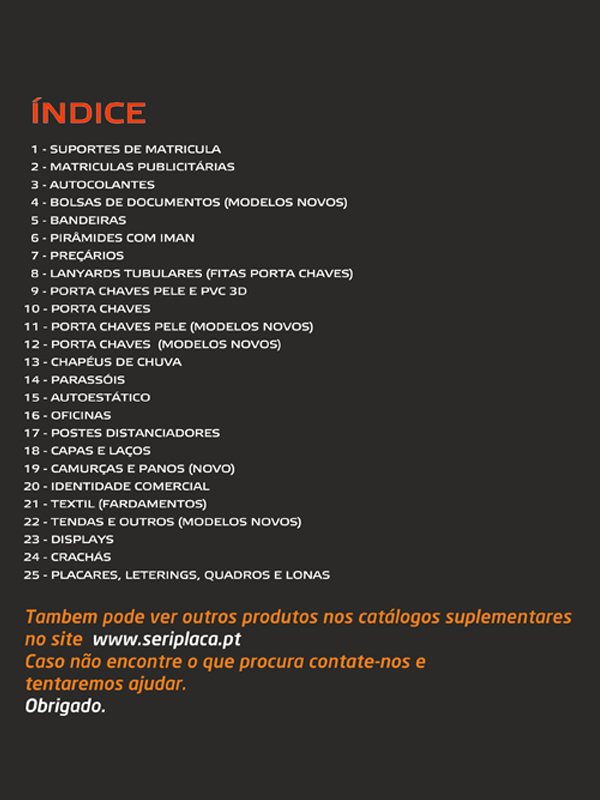 ÍNDICE
1 - SUPORTES DE MATRICULA
2 - MATRICULAS PUBLICITÁRIAS
3 - AUTOCOLANTES
4 - BOLSAS DE DOCUMENTOS (MODELOS NOVOS)
5 - BANDEIRAS
6 - PIRÂMIDES COM IMAN
7 - PREÇÁRIOS
8 - LANYARDS TUBULARES (FITAS PORTA CHAVES)
9 - PORTA CHAVES PELE E PVC 3D
10 - PORTA CHAVES
11 - PORTA CHAVES PELE (MODELOS NOVOS)
12 - PORTA CHAVES (MODELOS NOVOS)
13 - CHAPÉUS DE CHUVA
14 - PARASSÓIS
15 - AUTOESTÁTICO
16 - OFICINAS
17 - POSTES DISTANCIADORES
18 - CAPAS E LAÇOS
19 - CAMURÇAS E PANOS (NOVO)
20 - IDENTIDADE COMERCIAL
21 - TEXTIL (FARDAMENTOS)
22 - TENDAS E OUTROS (MODELOS NOVOS)
23 - DISPLAYS
24 - CRACHÁS
25 - PLACARES, LETERINGS, QUADROS E LONAS
Tambem pode ver outros produtos nos catálogos suplementares
no site www.seriplaca.pt
Caso não encontre o que procura contate-nos e
tentaremos ajudar.
Obrigado.